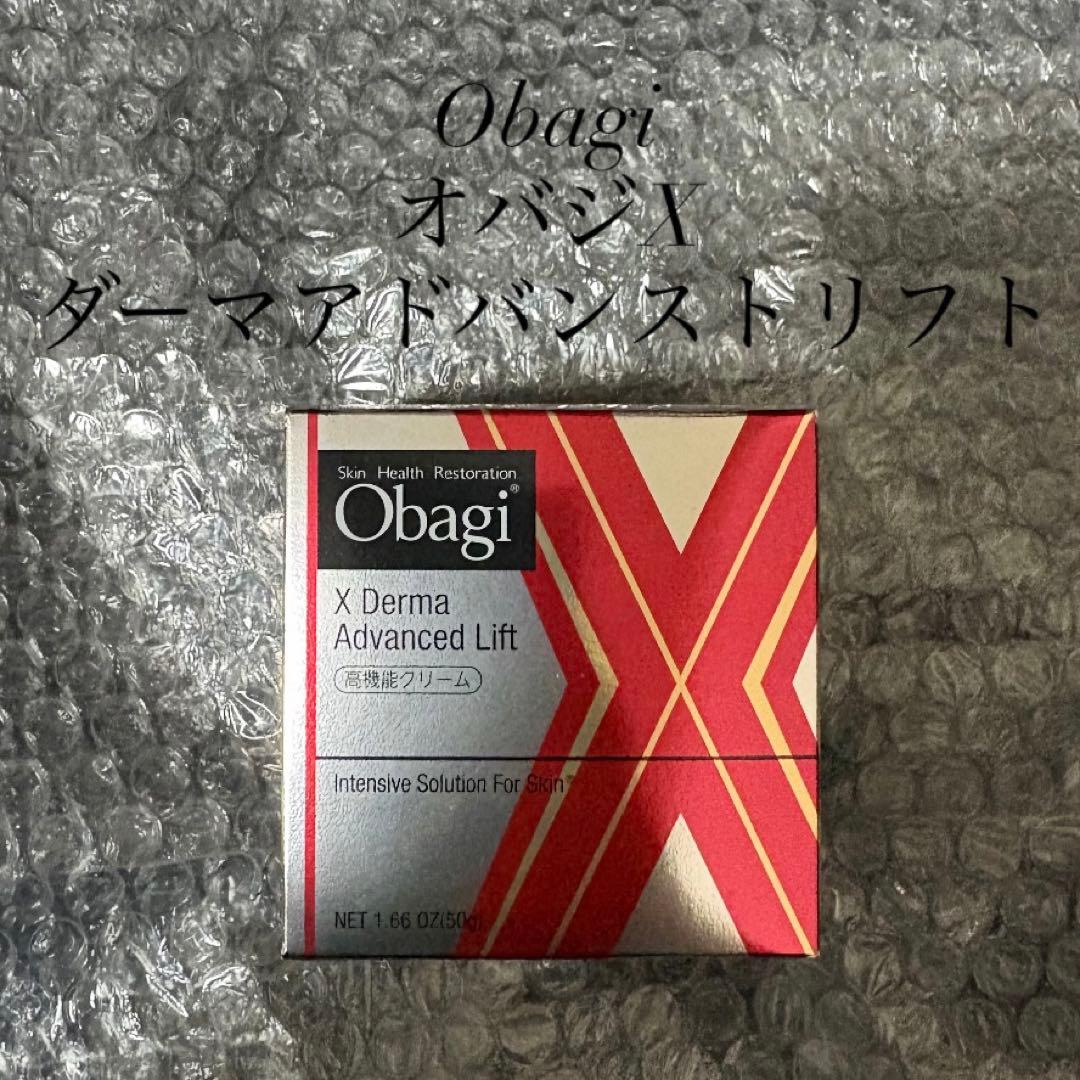 Obagi
オバジX
ダーマアドバンストリフト
Skin Health Restoration
Obagi®
X Derma
Advanced Lift
高機能クリーム
Intensive Solution For Skin
NET 1.66 OZ(50g)